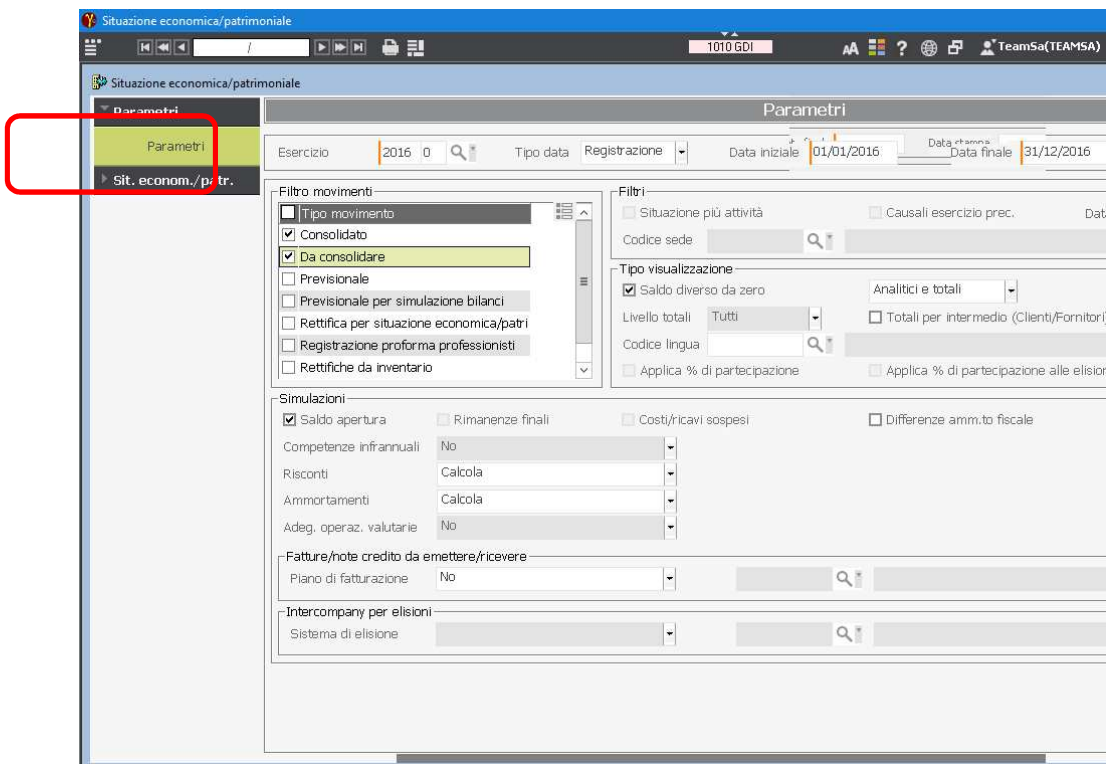 Situazione economica/patrimoniale
/ 1010 GDI AA ? TeamSa(TEAMSA)
Situazione economica/patrimoniale
Parametri
Parametri
Sit. econom./patr.
Parametri
Esercizio 2016 0 Tipo data Registrazione Data iniziale 01/01/2016 Data stampa Data finale 31/12/2016
Filtro movimenti
Tipo movimento
Consolidato
Da consolidare
Previsionale
Previsionale per simulazione bilanci
Rettifica per situazione economica/patri
Registrazione proforma professionisti
Rettifiche da inventario
Filtri
Situazione più attività Causali esercizio prec. Dat
Codice sede
Tipo visualizzazione
Saldo diverso da zero Analitici e totali
Livello totali Tutti Totali per intermedio (Clienti/Fornitori)
Codice lingua
Applica % di partecipazione Applica % di partecipazione alle elision
Simulazioni
Saldo apertura Rimanenze finali Costi/ricavi sospesi Differenze amm.to fiscale
Competenze infrannuali No
Risconti Calcola
Ammortamenti Calcola
Adeg. operaz. valutarie No
Fatture/note credito da emettere/ricevere
Piano di fatturazione No
Intercompany per elisioni
Sistema di elisione